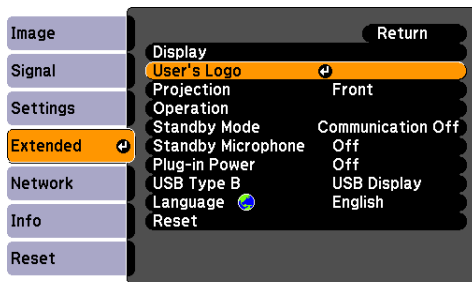 Image
Signal
Settings
Extended
Network
Info
Reset
Return
Display
User's Logo
Projection Front
Operation
Standby Mode Communication Off
Standby Microphone Off
Plug-in Power Off
USB Type B USB Display
Language English
Reset